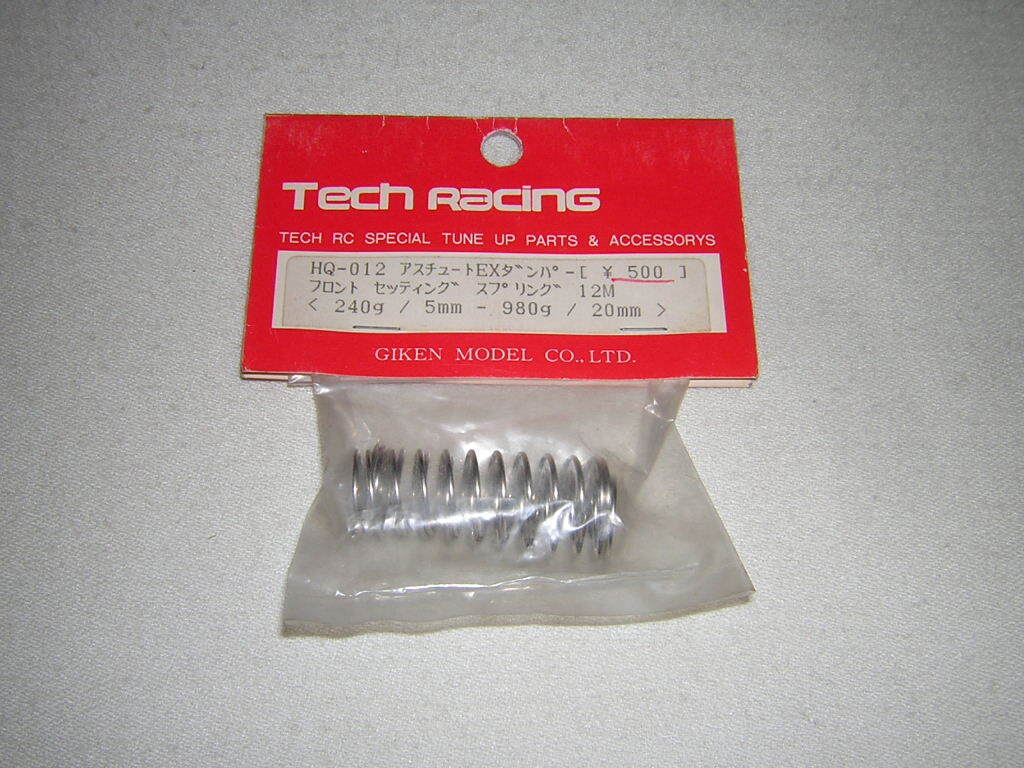 Tech Racing
TECH RC SPECIAL TUNE UP PARTS & ACCESSORYS
HQ-012 アスチュートEXダンパ-[ ¥ 500 ]
フロント セッティング スプリング 12M
< 240g / 5mm - 980g / 20mm >
GIKEN MODEL CO., LTD.